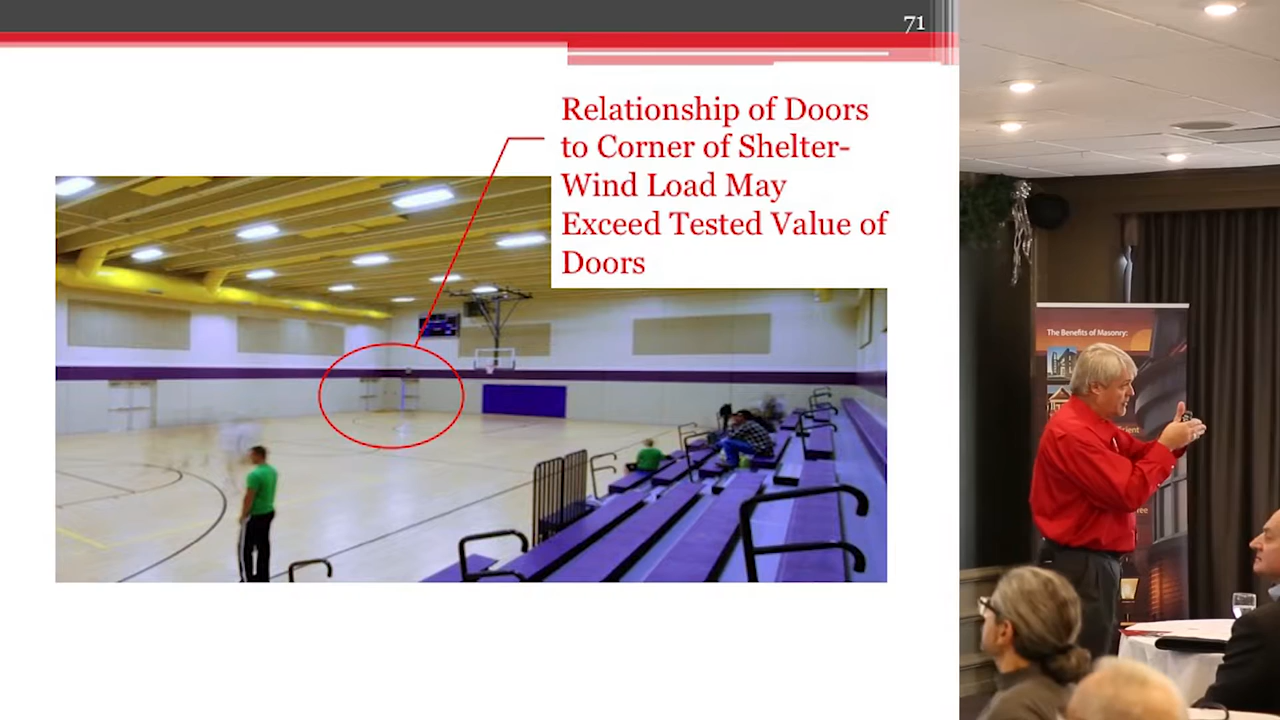 71
Relationship of Doors
to Corner of Shelter-
Wind Load May
Exceed Tested Value of
Doors
The Benefits of Masonry: